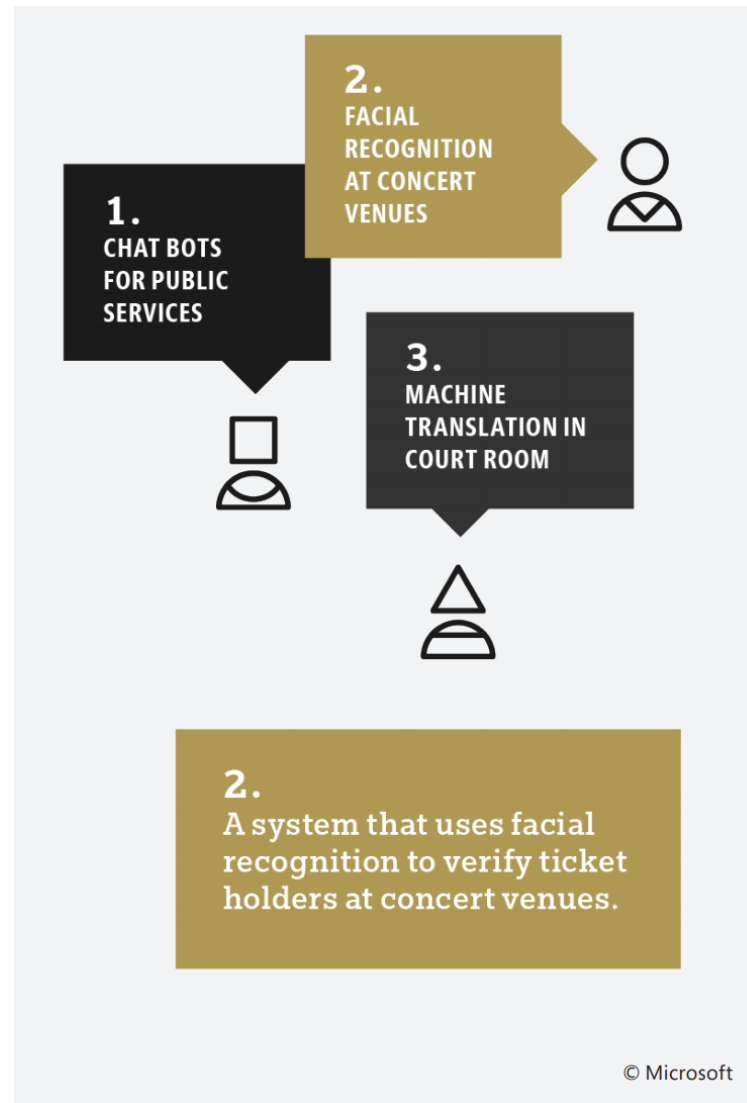 1.
CHAT BOTS
FOR PUBLIC
SERVICES
2.
FACIAL
RECOGNITION
AT CONCERT
VENUES
3.
MACHINE
TRANSLATION IN
COURT ROOM
2.
A system that uses facial
recognition to verify ticket
holders at concert venues.
© Microsoft